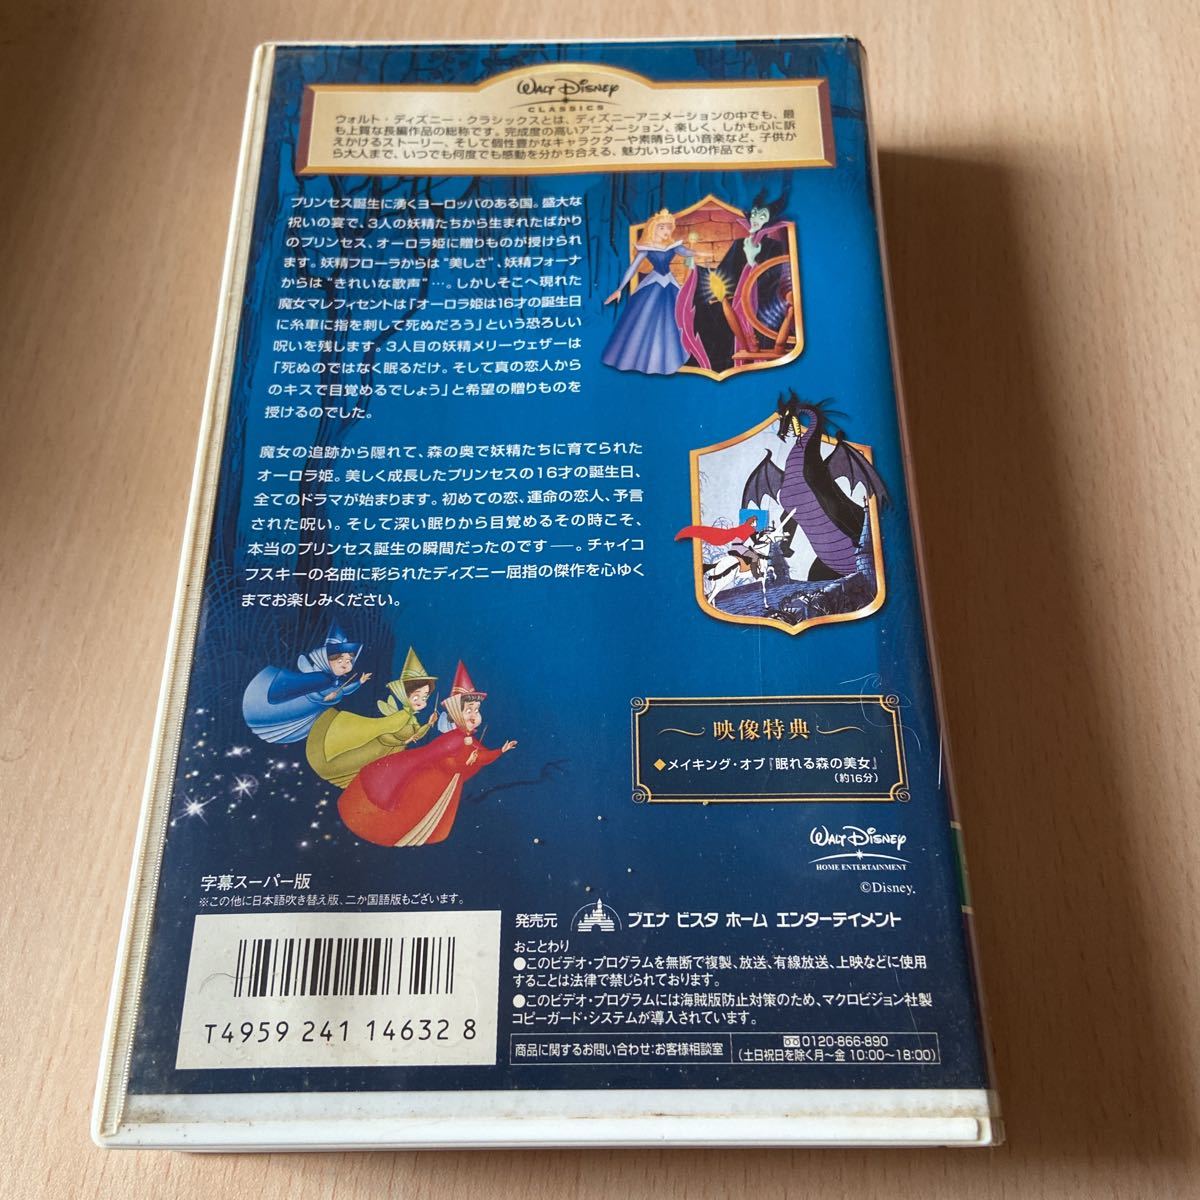 WALT DISNEY
CLASSICS
ウォルト・ディズニー・クラシックスとは、ディズニーアニメーションの中でも、最
も上質な長編作品の総称です。完成度の高いアニメーション、楽しく、しかも心に訴
えかけるストーリー、そして個性豊かなキャラクターや素晴らしい音楽など、子供か
ら大人まで、いつでも何度でも感動を分かち合える、魅力いっぱいの作品です。
プリンセス誕生に湧くヨーロッパのある国。盛大な
祝いの宴で、3人の妖精たちから生まれたばかり
のプリンセス、オーロラ姫に贈りものが授けられ
ます。妖精フローラからは“美しさ”、妖精フォーナ
からは“きれいな歌声”…。しかしそこへ現れた
魔女マレフィセントは「オーロラ姫は16才の誕生日
に糸車に指を刺して死ぬだろう」という恐ろしい
呪いを残します。3人目の妖精メリーウェザーは
「死ぬのではなく眠るだけ。そして真の恋人から
のキスで目覚めるでしょう」と希望の贈りものを
授けるのでした。
魔女の追跡から隠れて、森の奥で妖精たちに育てられた
オーロラ姫。美しく成長したプリンセスの16才の誕生日、
全てのドラマが始まります。初めての恋、運命の恋人、予言
された呪い。そして深い眠りから目覚めるその時こそ、
本当のプリンセス誕生の瞬間だったのです──。チャイコ
フスキーの名曲に彩られたディズニー屈指の傑作を心ゆく
までお楽しみください。
映像特典
◆メイキング・オブ『眠れる森の美女』
(約16分)
WALT DISNEY
HOME ENTERTAINMENT
©Disney.
字幕スーパー版
※この他に日本語吹き替え版、二か国語版もございます。
T4959 241 14632 8
発売元 ブエナ ビスタ ホーム エンターテイメント
おことわり
●このビデオ・プログラムを無断で複製、放送、有線放送、上映などに使用
することは法律で禁じられております。
●このビデオ・プログラムには海賊版防止対策のため、マクロビジョン社製
コピーガード・システムが導入されています。
商品に関するお問い合わせ:お客様相談室
0120-866-890
(土日祝日を除く月〜金 10:00〜18:00)